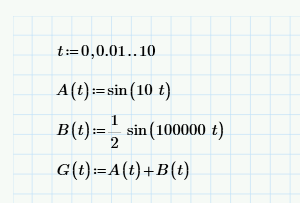 t:=0,0.01..10
A(t):=sin(10 t)
B(t):=1/2 sin(100000 t)
G(t):=A(t)+B(t)